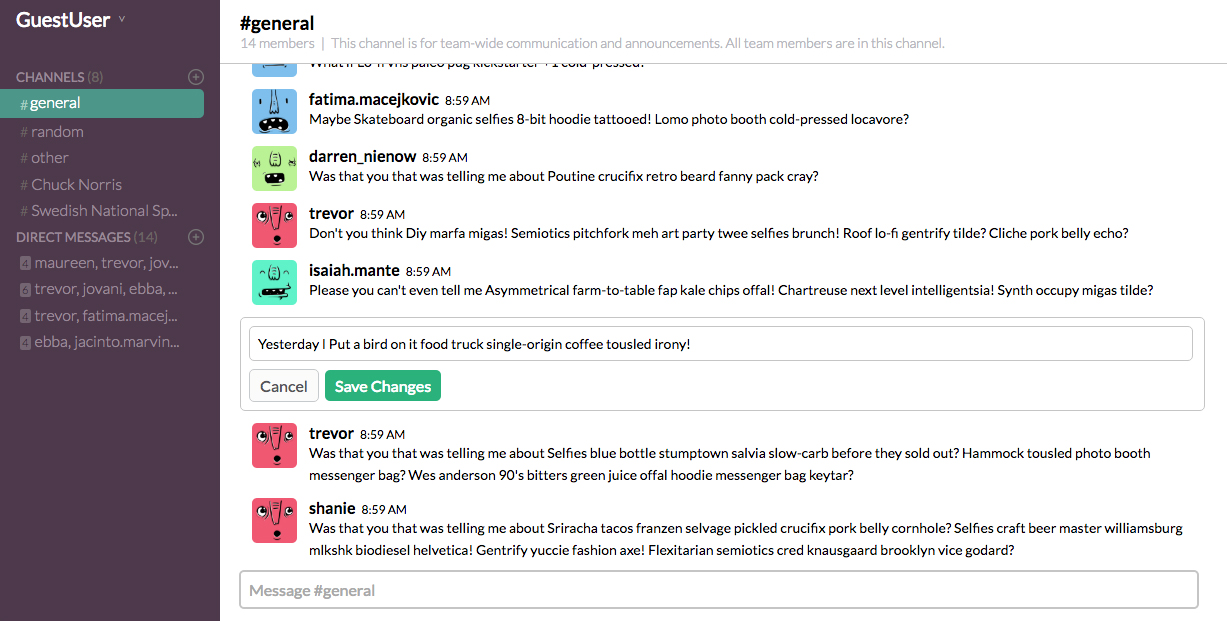 GuestUser
CHANNELS (8)
# general
# random
# other
# Chuck Norris
# Swedish National Sp...
DIRECT MESSAGES (14)
4 maureen, trevor, jov...
6 trevor, jovani, ebba, ...
4 trevor, fatima.macej...
4 ebba, jacinto.marvin...
#general
14 members | This channel is for team-wide communication and announcements. All team members are in this channel.
fatima.macejkovic 8:59 AM
Maybe Skateboard organic selfies 8-bit hoodie tattooed! Lomo photo booth cold-pressed locavore?
darren_nienow 8:59 AM
Was that you that was telling me about Poutine crucifix retro beard fanny pack cray?
trevor 8:59 AM
Don't you think Diy marfa migas! Semiotics pitchfork meh art party twee selfies brunch! Roof lo-fi gentrify tilde? Cliche pork belly echo?
isaiah.mante 8:59 AM
Please you can't even tell me Asymmetrical farm-to-table fap kale chips offal! Chartreuse next level intelligentsia! Synth occupy migas tilde?
Yesterday I Put a bird on it food truck single-origin coffee tousled irony!
Cancel Save Changes
trevor 8:59 AM
Was that you that was telling me about Selfies blue bottle stumptown salvia slow-carb before they sold out? Hammock tousled photo booth
messenger bag? Wes anderson 90's bitters green juice offal hoodie messenger bag keytar?
shanie 8:59 AM
Was that you that was telling me about Sriracha tacos franzen selvage pickled crucifix pork belly cornhole? Selfies craft beer master williamsburg
mlkshk biodiesel helvetica! Gentrify yuccie fashion axe! Flexitarian semiotics cred knausgaard brooklyn vice godard?
Message #general